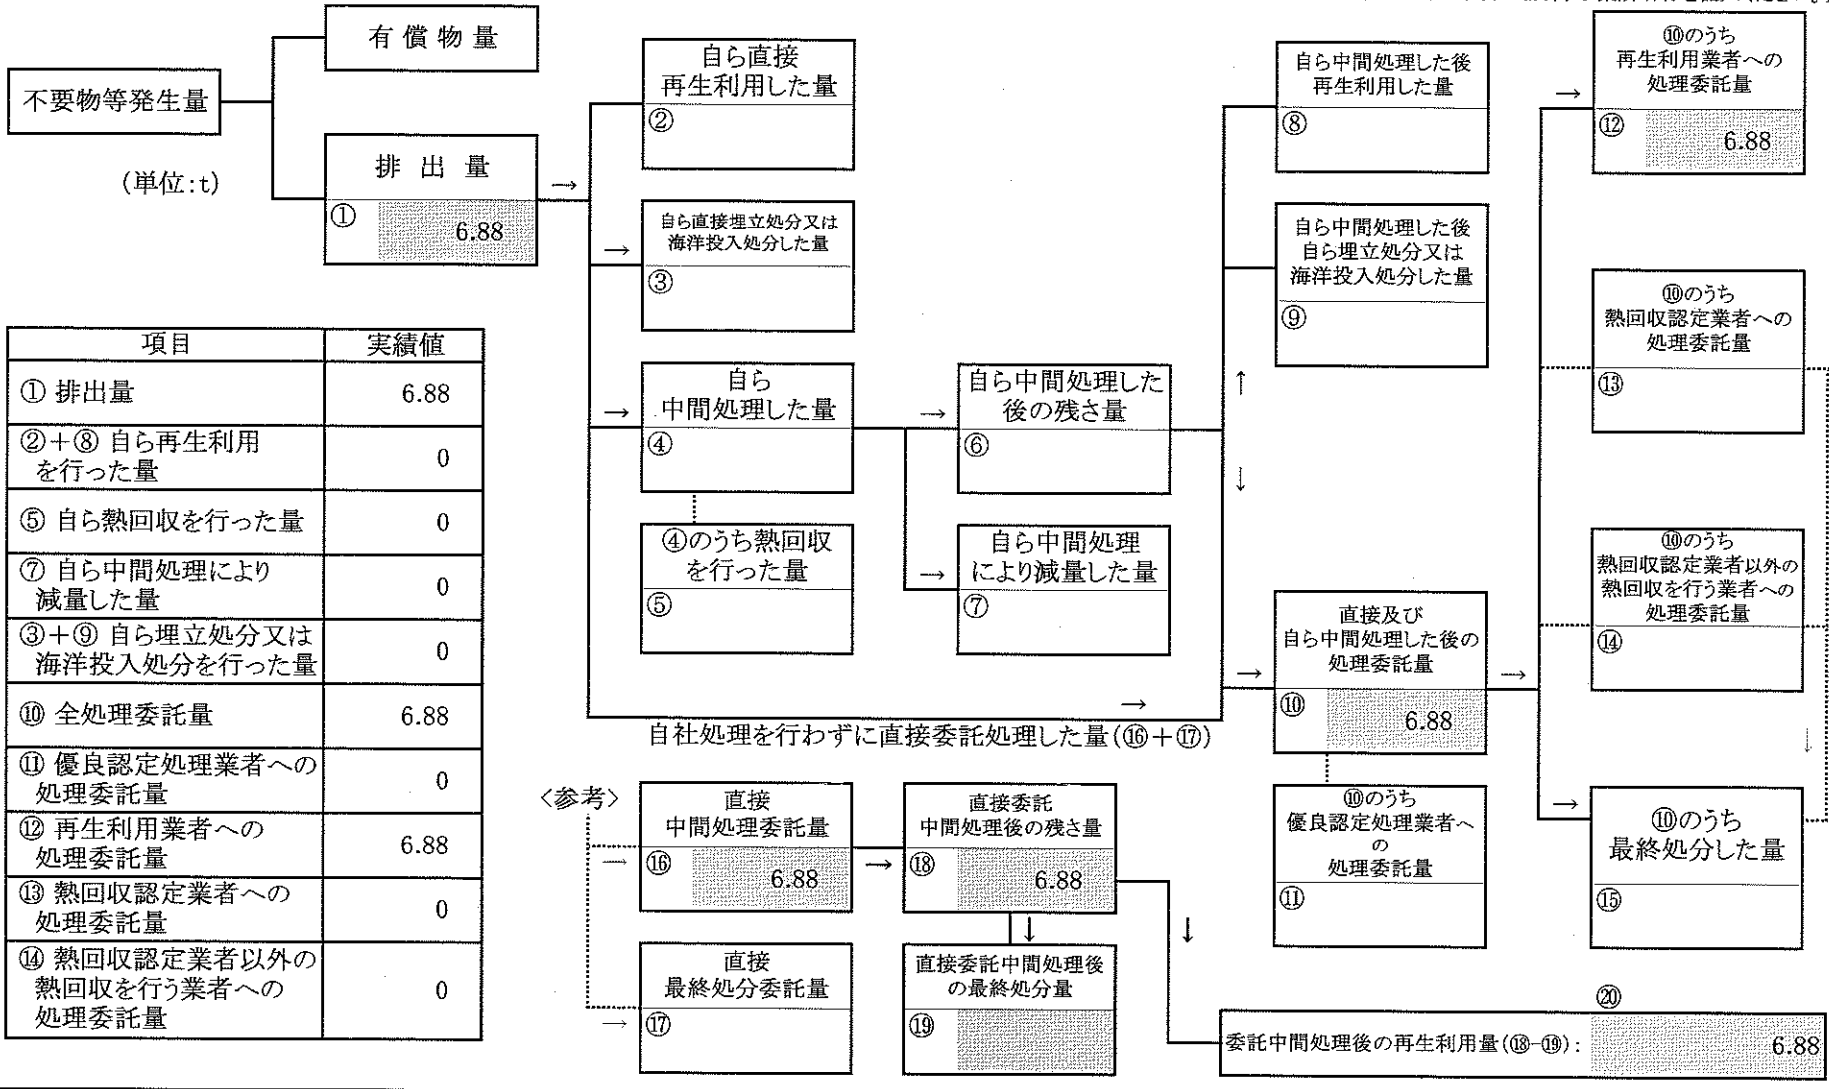 不要物等発生量
(単位:t)
有償物量
排出量
① 6.88
自ら直接
再生利用した量
②
自ら直接埋立処分又は
海洋投入処分した量
③
自ら
中間処理した量
④
④のうち熱回収
を行った量
⑤
自ら中間処理した
後の残さ量
⑥
自ら中間処理
により減量した量
⑦
自ら中間処理した後
再生利用した量
⑧
自ら中間処理した後
自ら埋立処分又は
海洋投入処分した量
⑨
直接及び
自ら中間処理した後の
処理委託量
⑩ 6.88
⑩のうち
優良認定処理業者へ
の
処理委託量
⑪
⑩のうち
再生利用業者への
処理委託量
⑫ 6.88
⑩のうち
熱回収認定業者への
処理委託量
⑬
⑩のうち
熱回収認定業者以外の
熱回収を行う業者への
処理委託量
⑭
⑩のうち
最終処分した量
⑮
自社処理を行わずに直接委託処理した量(⑯+⑰)
〈参考〉
直接
中間処理委託量
⑯ 6.88
直接
最終処分委託量
⑰
直接委託
中間処理後の残さ量
⑱ 6.88
直接委託中間処理後
の最終処分量
⑲
⑳
委託中間処理後の再生利用量(⑱-⑲): 6.88
項目 実績値
① 排出量 6.88
②+⑧ 自ら再生利用
を行った量 0
⑤ 自ら熱回収を行った量 0
⑦ 自ら中間処理により
減量した量 0
③+⑨ 自ら埋立処分又は
海洋投入処分を行った量 0
⑩ 全処理委託量 6.88
⑪ 優良認定処理業者への
処理委託量 0
⑫ 再生利用業者への
処理委託量 6.88
⑬ 熱回収認定業者への
処理委託量 0
⑭ 熱回収認定業者以外の
熱回収を行う業者への
処理委託量 0